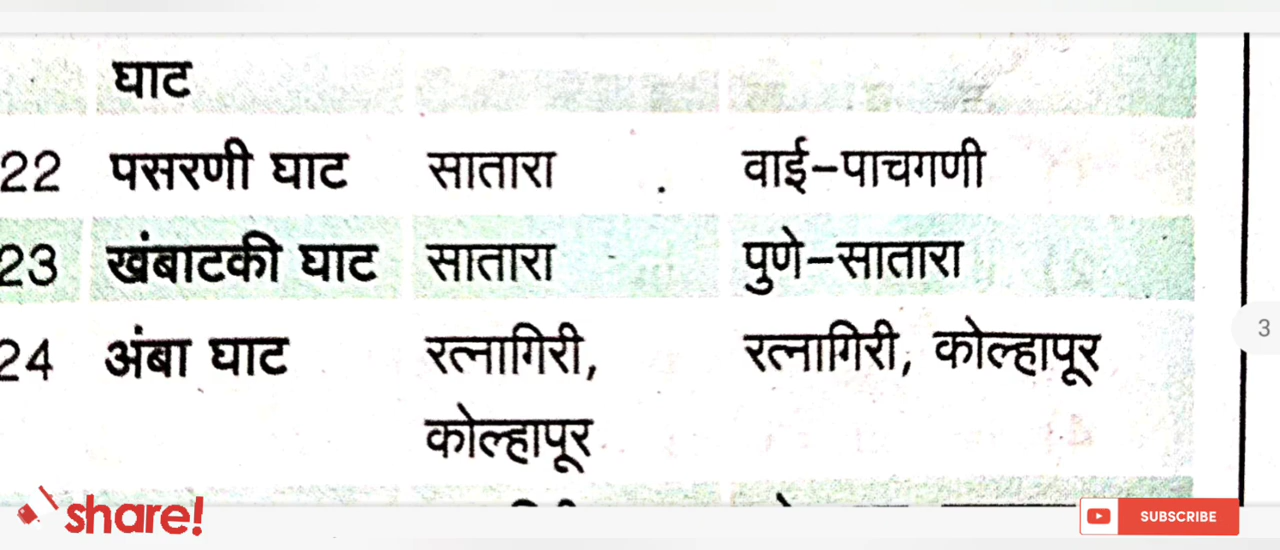 घाट
22 पसरणी घाट सातारा वाई-पाचगणी
23 खंबाटकी घाट सातारा पुणे-सातारा
24 अंबा घाट रत्नागिरी, रत्नागिरी, कोल्हापूर
कोल्हापूर
3
share!
SUBSCRIBE